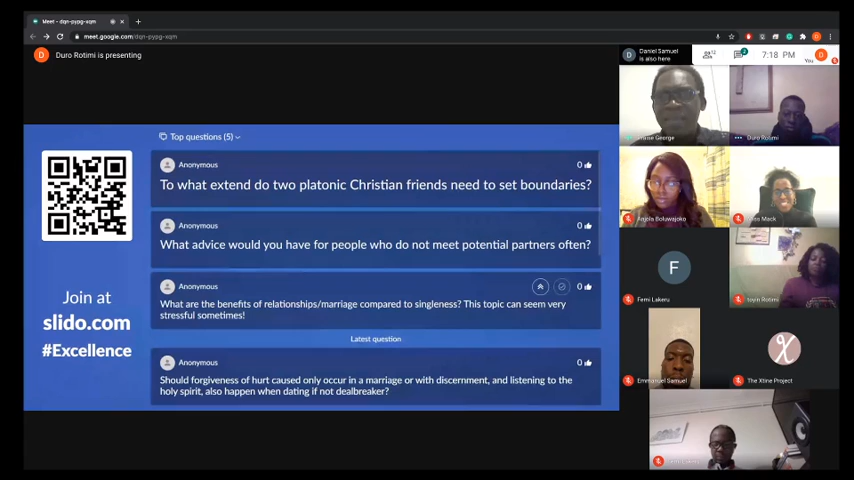 Meet - dqn-pypg-xqm
meet.google.com/dqn-pypg-xqm
D
Duro Rotimi is presenting
D
Daniel Samuel
is also here
12
7:18 PM
You
D
Top questions (5)
Anonymous
0
To what extend do two platonic Christian friends need to set boundaries?
Anonymous
0
What advice would you have for people who do not meet potential partners often?
Anonymous
0
What are the benefits of relationships/marriage compared to singleness? This topic can seem very
stressful sometimes!
Latest question
Anonymous
0
Should forgiveness of hurt caused only occur in a marriage or with discernment, and listening to the
holy spirit, also happen when dating if not dealbreaker?
Join at
slido.com
#Excellence
George
Duro Rotimi
Boluwajoko
Mack
F
Femi Lakeru
toyin Rotimi
Emmanuel Samuel
X
The Xline Project